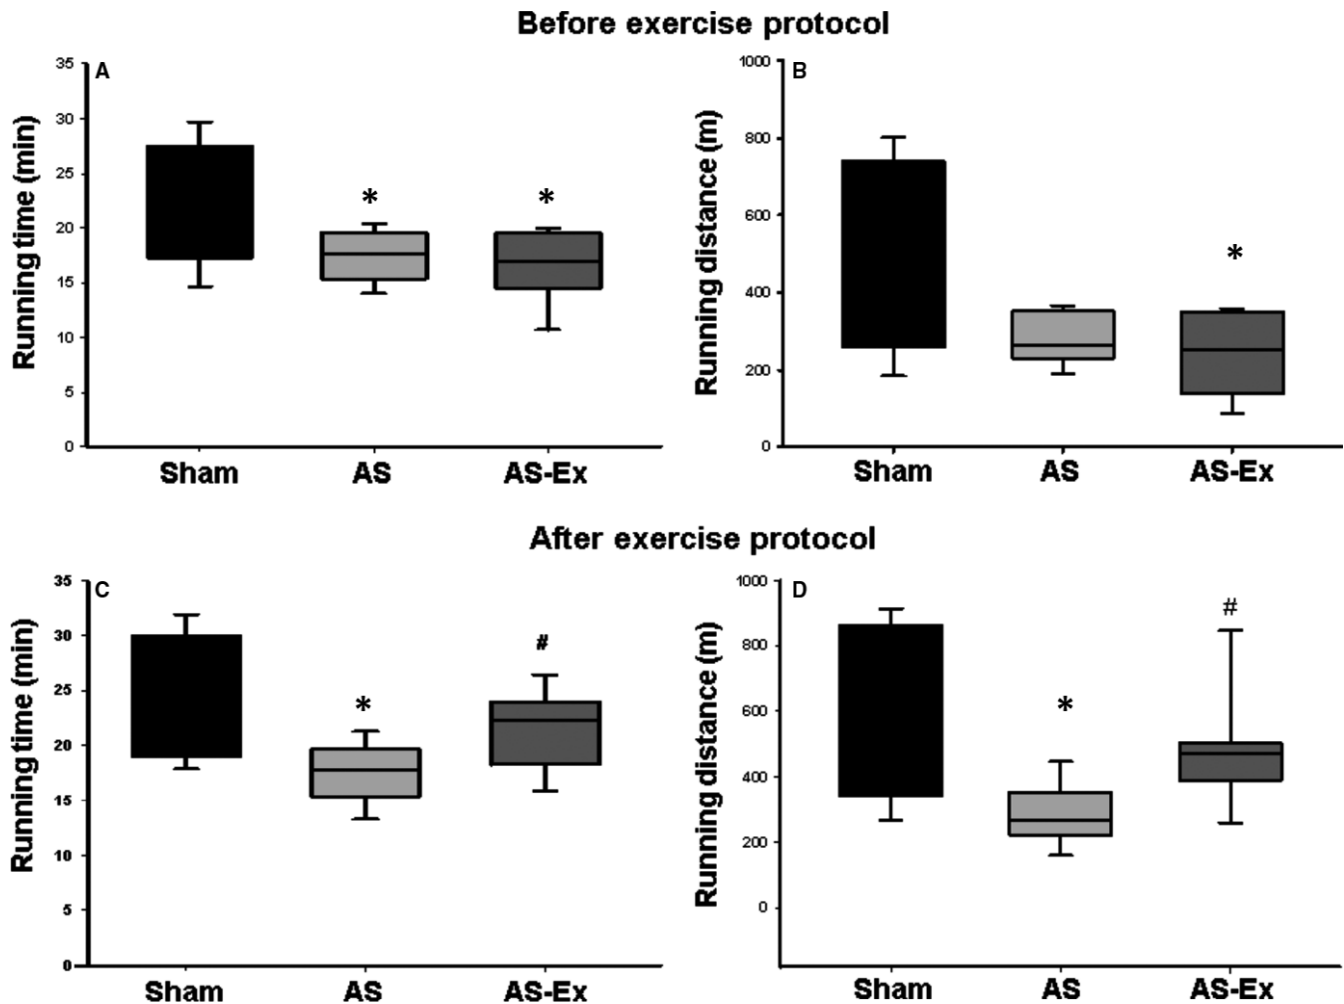 Before exercise protocol
A
Running time (min)
35
30
25
20
15
10
5
0
*
*
Sham AS AS-Ex
B
Running distance (m)
1000
800
600
400
200
0
*
Sham AS AS-Ex
After exercise protocol
C
Running time (min)
35
30
25
20
15
10
5
0
*
#
Sham AS AS-Ex
D
Running distance (m)
1000
800
600
400
200
0
*
#
Sham AS AS-Ex